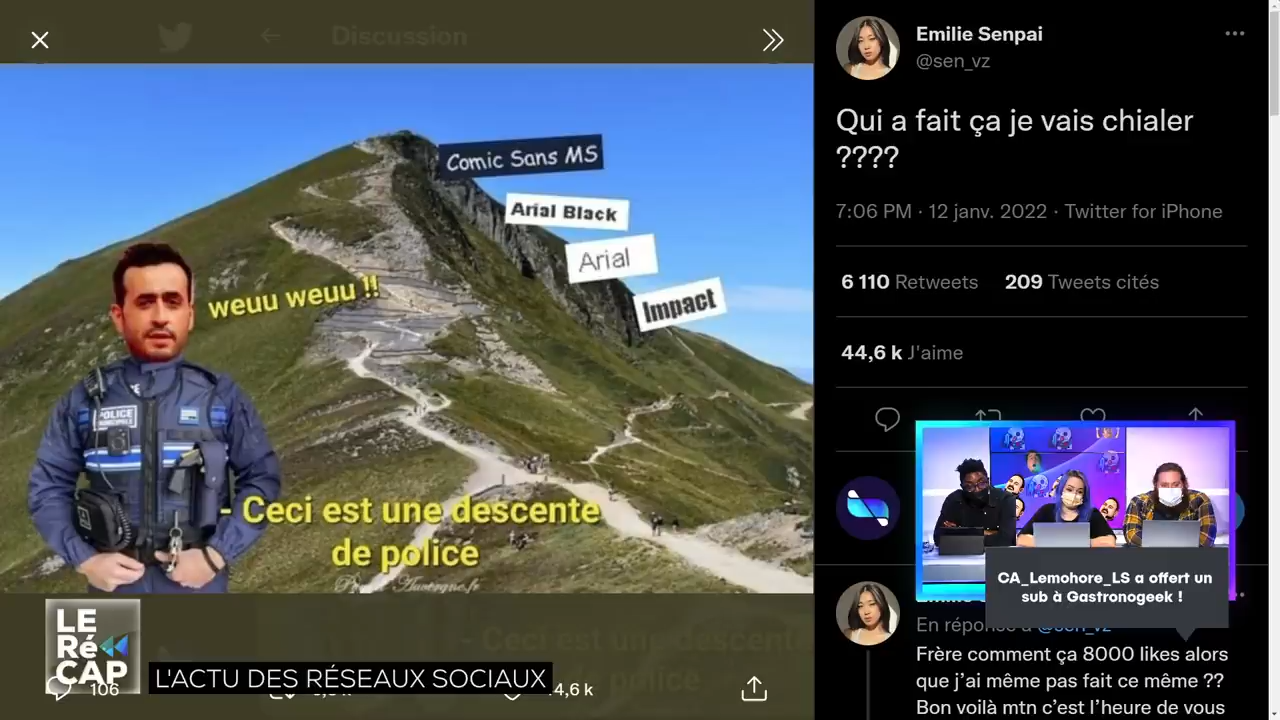 Discussion
Comic Sans MS
Arial Black
Arial
Impact
weuu weuu !!
POLICE
MUNICIPALE
- Ceci est une descente
de police
Emilie Senpai
@sen_vz
Qui a fait ça je vais chialer
????
7:06 PM · 12 janv. 2022 · Twitter for iPhone
6 110 Retweets 209 Tweets cités
44,6 k J'aime
CA_Lemohore_LS a offert un
sub à Gastronogeek !
En réponse à @sen_vz
Frère comment ça 8000 likes alors
que j'ai même pas fait ce même ??
Bon voilà mtn c'est l'heure de vous
LE
Ré
CAP
L'ACTU DES RÉSEAUX SOCIAUX
106
44,6 k